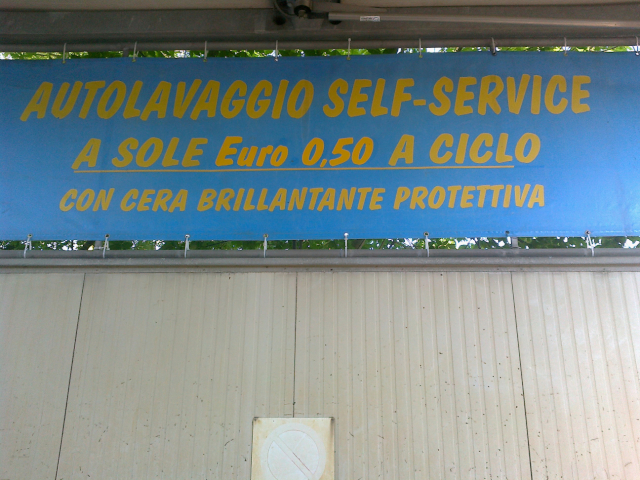 AUTOLAVAGGIO SELF-SERVICE
A SOLE Euro 0,50 A CICLO
CON CERA BRILLANTANTE PROTETTIVA